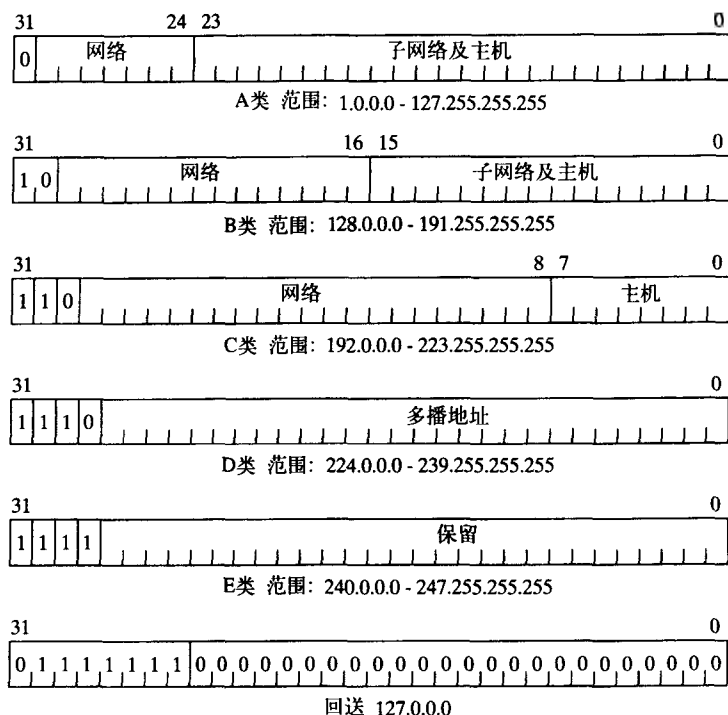 31 24 23 0
0 网络 子网络及主机
A类 范围: 1.0.0.0 - 127.255.255.255
31 16 15 0
1 0 网络 子网络及主机
B类 范围: 128.0.0.0 - 191.255.255.255
31 8 7 0
1 1 0 网络 主机
C类 范围: 192.0.0.0 - 223.255.255.255
31 0
1 1 1 0 多播地址
D类 范围: 224.0.0.0 - 239.255.255.255
31 0
1 1 1 1 保留
E类 范围: 240.0.0.0 - 247.255.255.255
31 0
0 1 1 1 1 1 1 1 0 0 0 0 0 0 0 0 0 0 0 0 0 0 0 0 0 0 0 0 0 0 0 0
回送 127.0.0.0